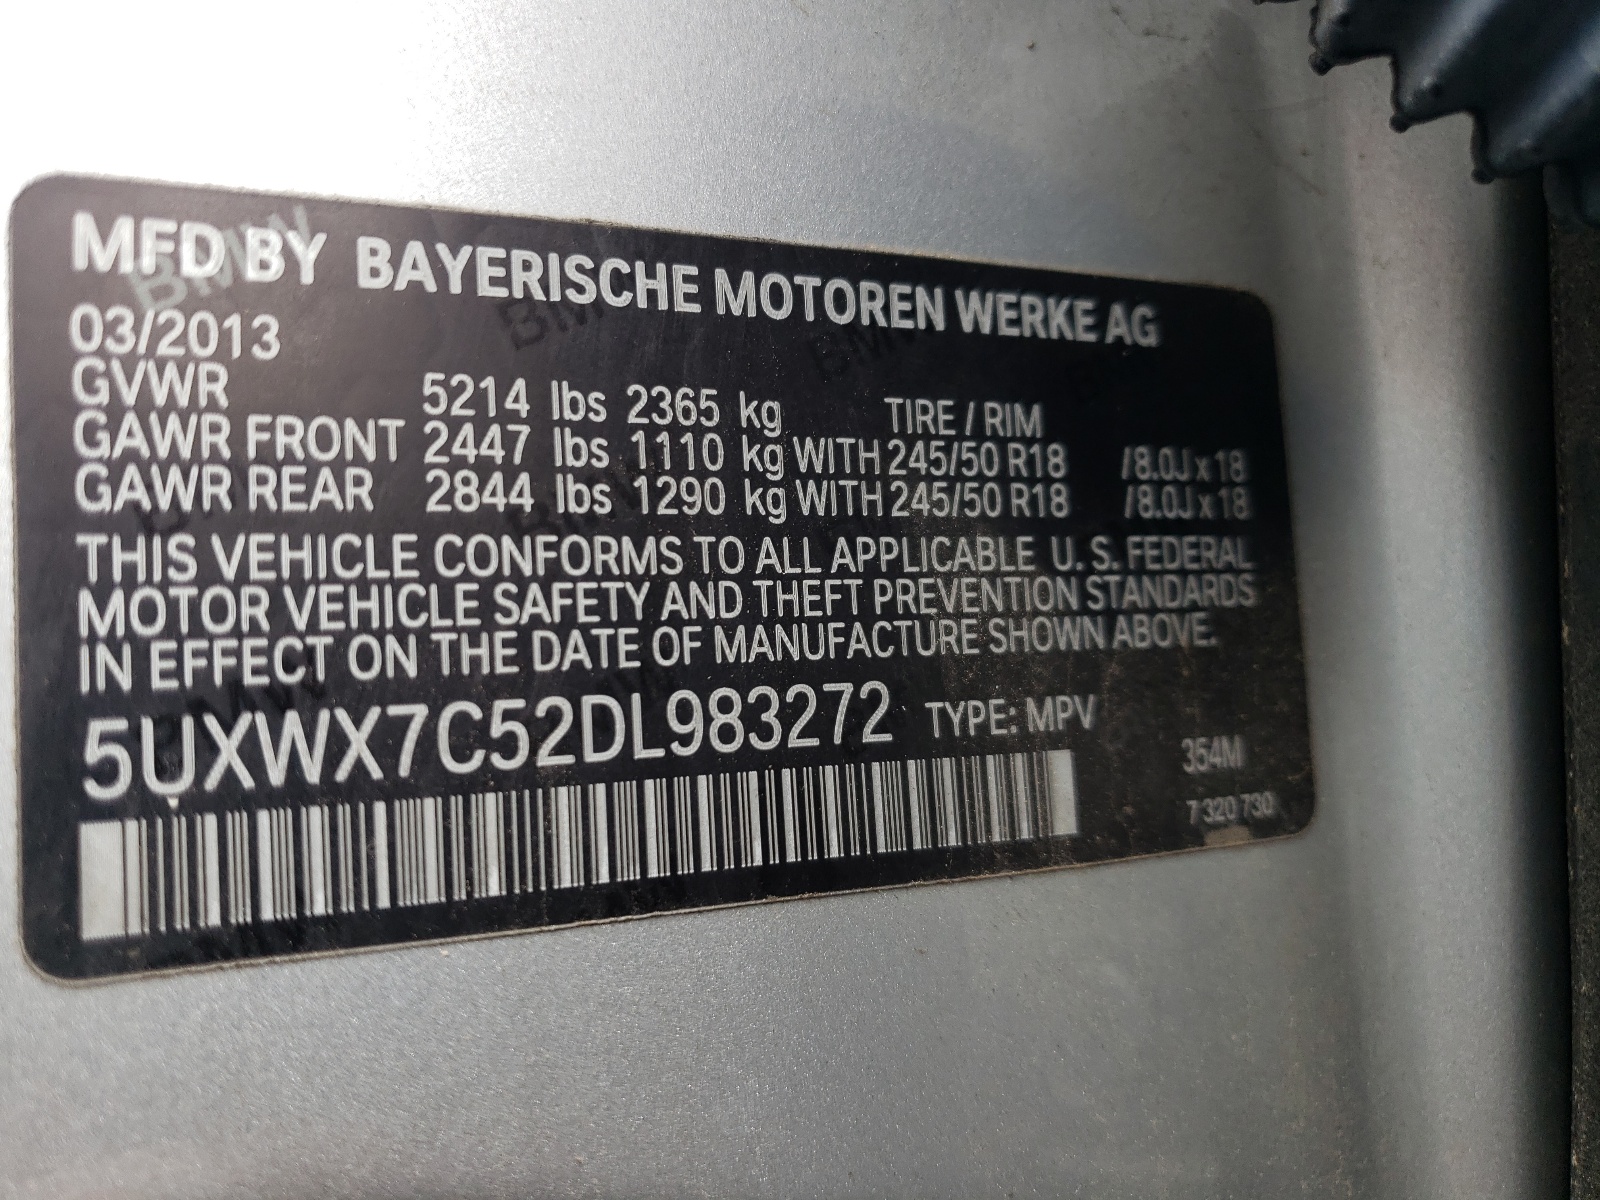 MFD BY BAYERISCHE MOTOREN WERKE AG
03/2013
GVWR 5214 lbs 2365 kg TIRE / RIM
GAWR FRONT 2447 lbs 1110 kg WITH 245/50 R18 /8.0J x 18
GAWR REAR 2844 lbs 1290 kg WITH 245/50 R18 /8.0J x 18
THIS VEHICLE CONFORMS TO ALL APPLICABLE U. S. FEDERAL
MOTOR VEHICLE SAFETY AND THEFT PREVENTION STANDARDS
IN EFFECT ON THE DATE OF MANUFACTURE SHOWN ABOVE.
5UXWX7C52DL983272 TYPE: MPV
354M
7 320 730